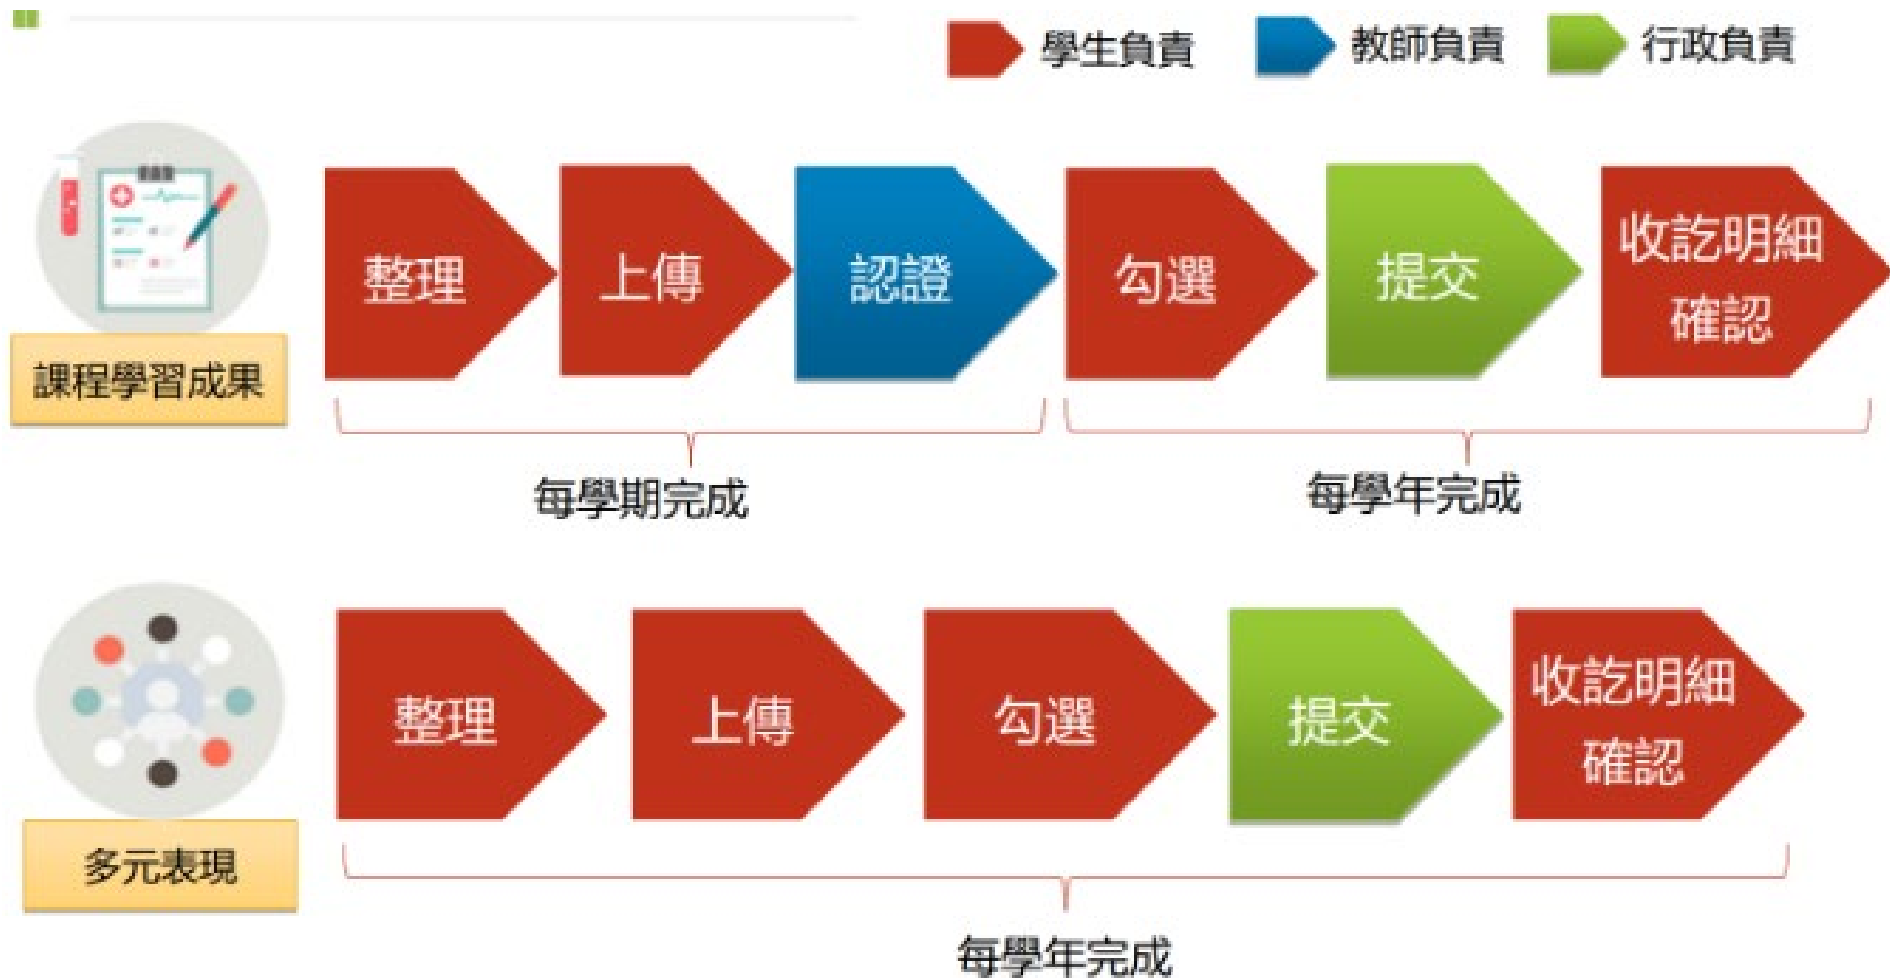 學生負責
教師負責
行政負責
整理
上傳
認證
勾選
提交
收訖明細
確認
課程學習成果
每學期完成
每學年完成
整理
上傳
勾選
提交
收訖明細
確認
多元表現
每學年完成